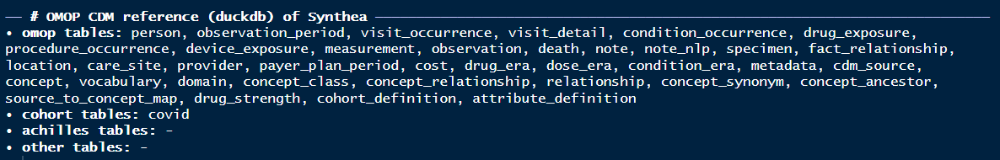 ── # OMOP CDM reference (duckdb) of Synthea ──────────────────────────────
• omop tables: person, observation_period, visit_occurrence, visit_detail, condition_occurrence, drug_exposure,
procedure_occurrence, device_exposure, measurement, observation, death, note, note_nlp, specimen, fact_relationship,
location, care_site, provider, payer_plan_period, cost, drug_era, dose_era, condition_era, metadata, cdm_source,
concept, vocabulary, domain, concept_class, concept_relationship, relationship, concept_synonym, concept_ancestor,
source_to_concept_map, drug_strength, cohort_definition, attribute_definition
• cohort tables: covid
• achilles tables: -
• other tables: -